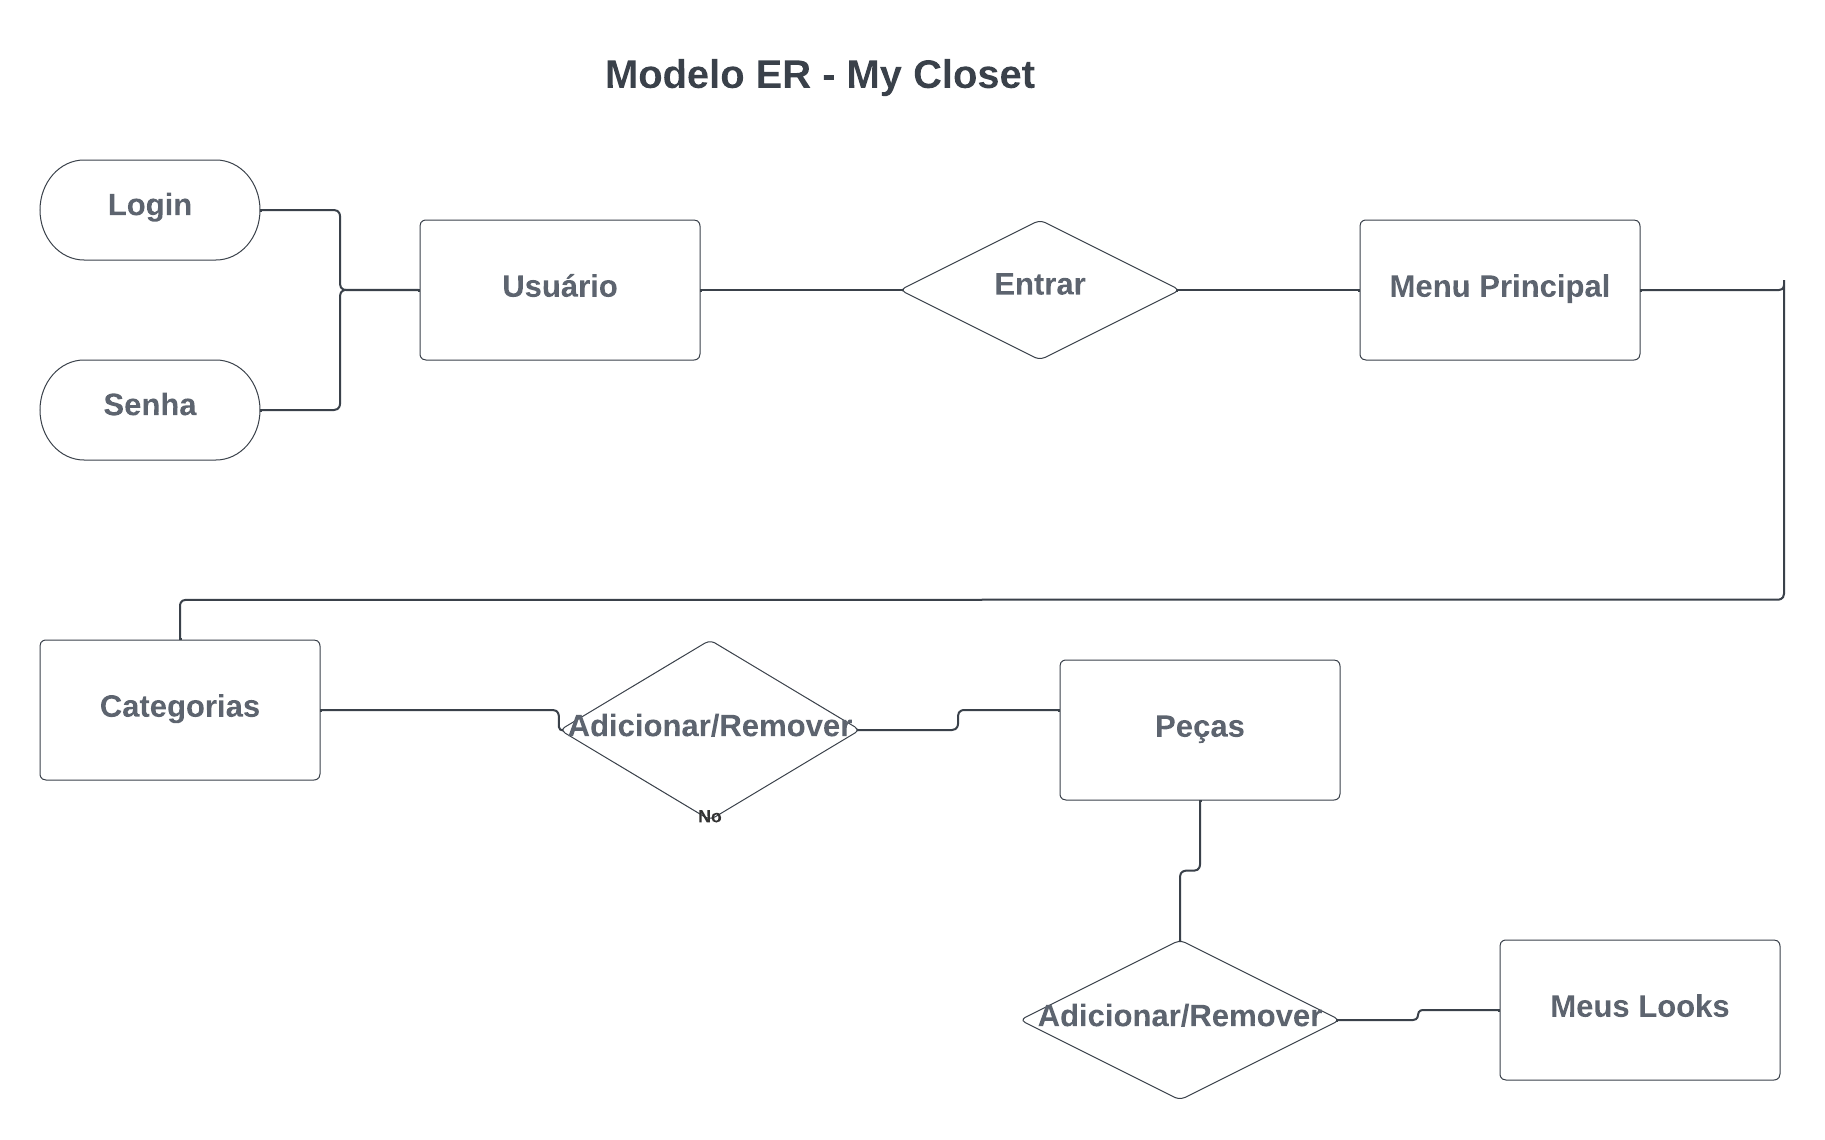 Modelo ER - My Closet
Login
Usuário
Entrar
Menu Principal
Senha
Categorias
Adicionar/Remover
Peças
No
Adicionar/Remover
Meus Looks